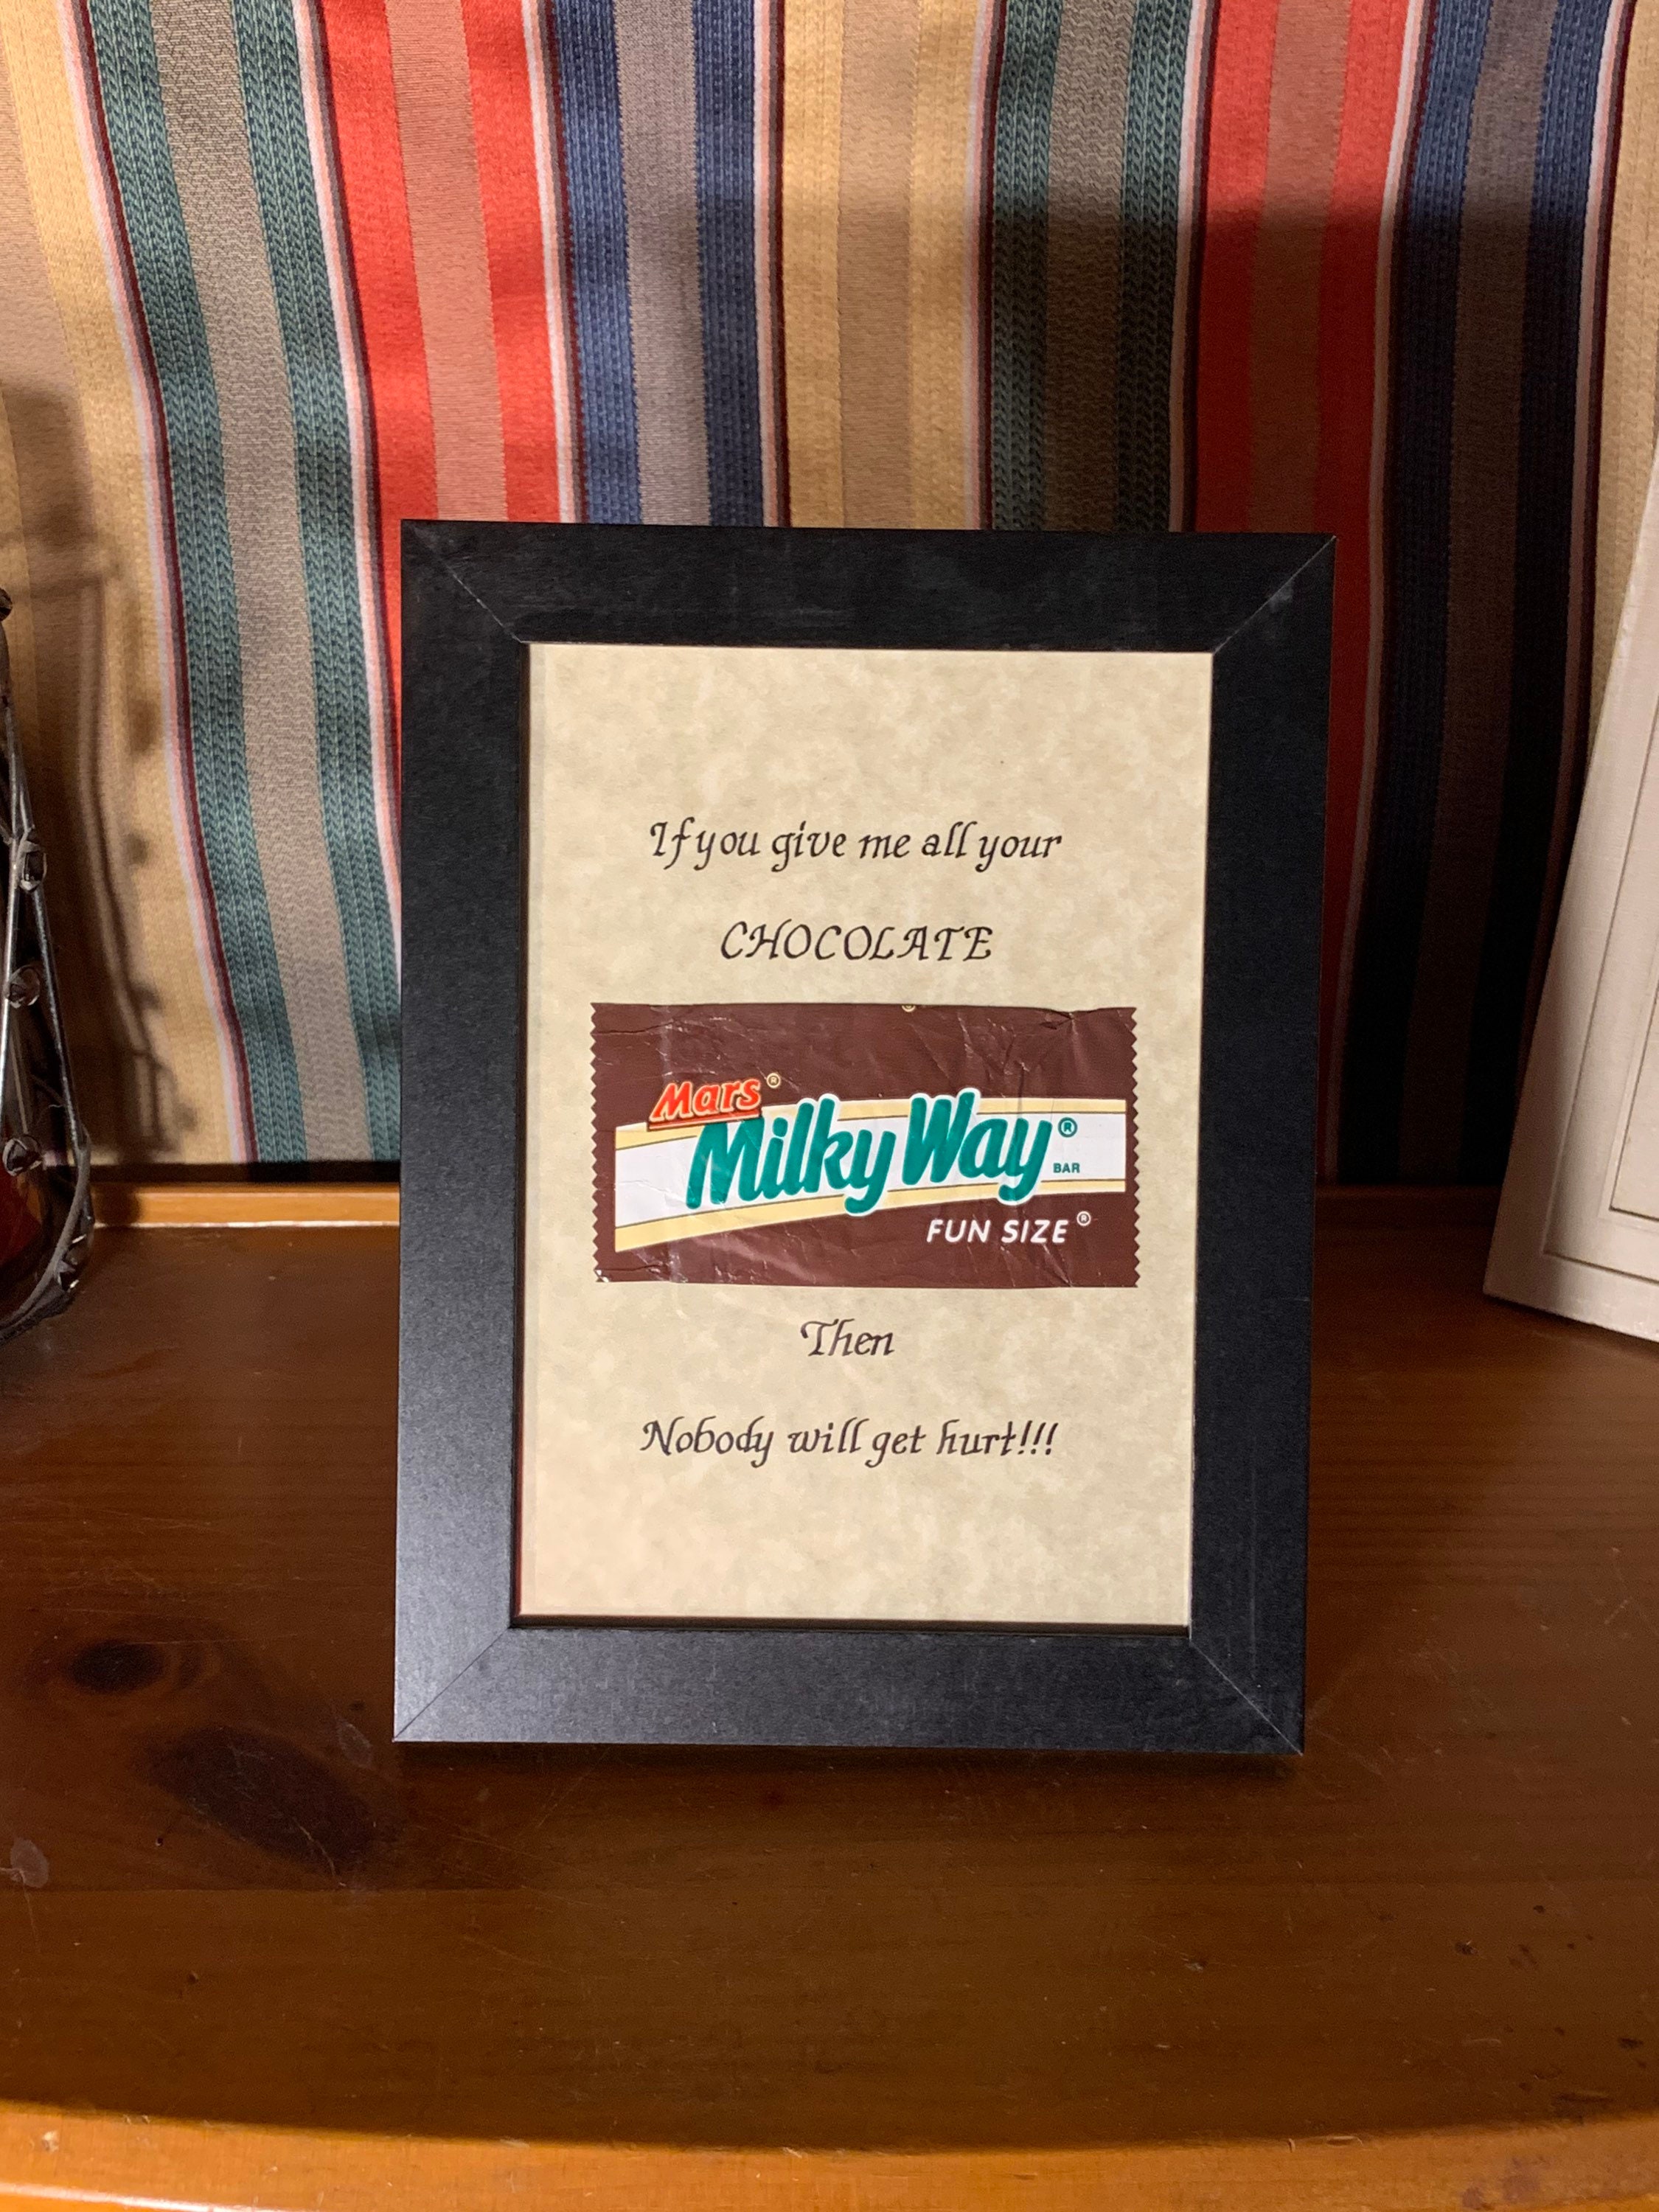 If you give me all your
CHOCOLATE
Mars®
Milky Way®
BAR
FUN SIZE®
Then
Nobody will get hurt!!!